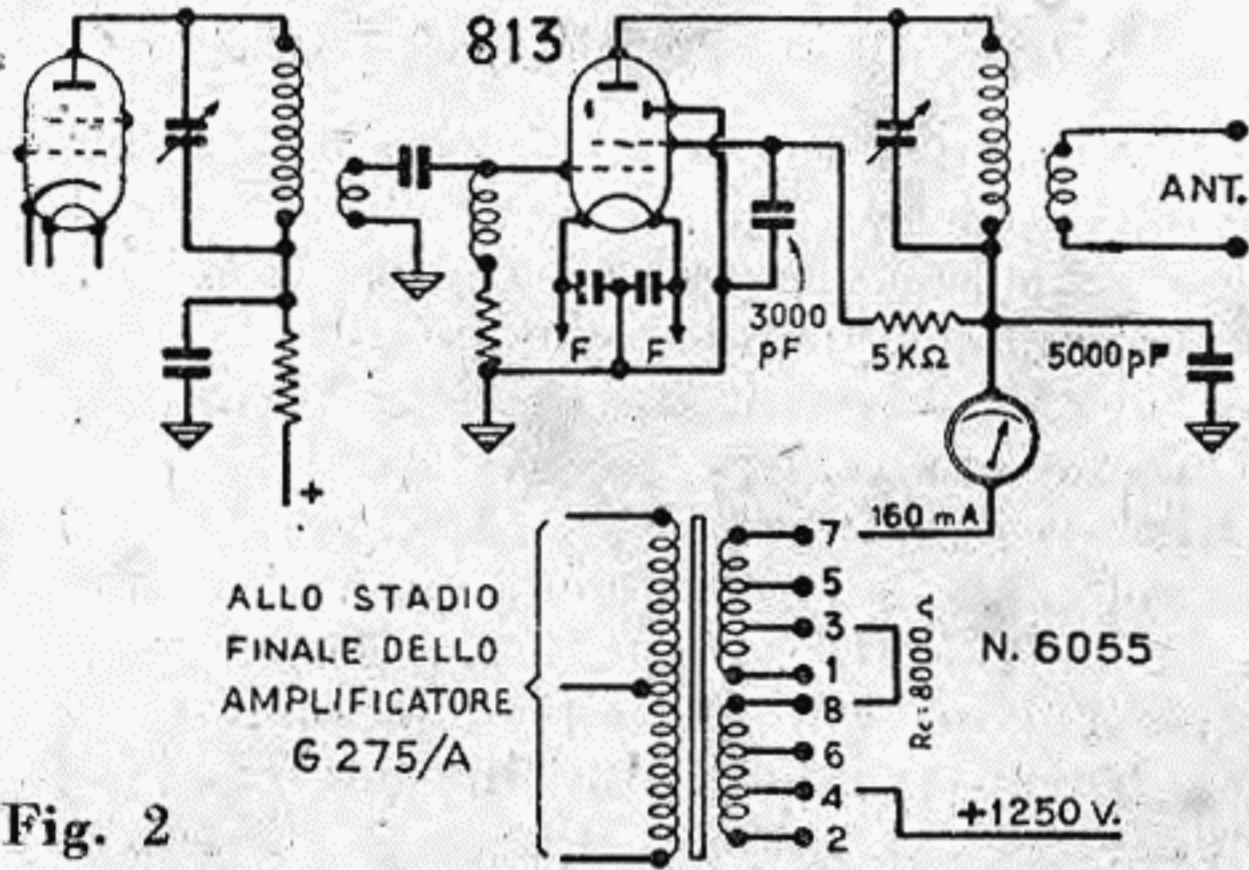 813
ANT.
3000
pF
F
F
5KΩ
5000pF
+
160 mA
7
5
3
1
8
6
4
2
Rc=8000Ω
N. 6055
ALLO STADIO
FINALE DELLO
AMPLIFICATORE
G 275/A
+1250 V.
Fig. 2